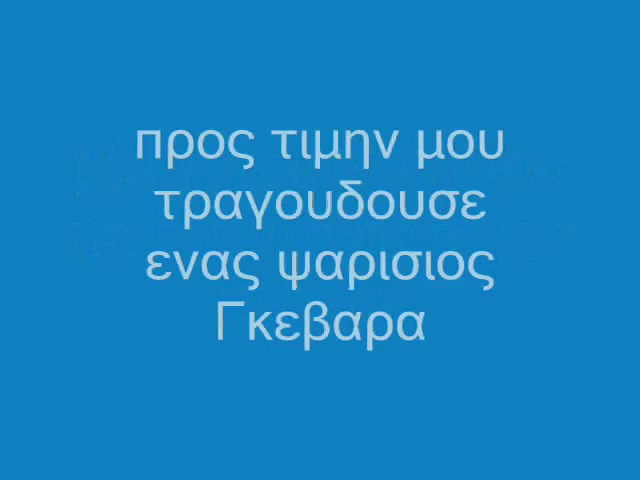 προς τιμην μου
τραγουδουσε
ενας ψαρισιος
Γκεβαρα